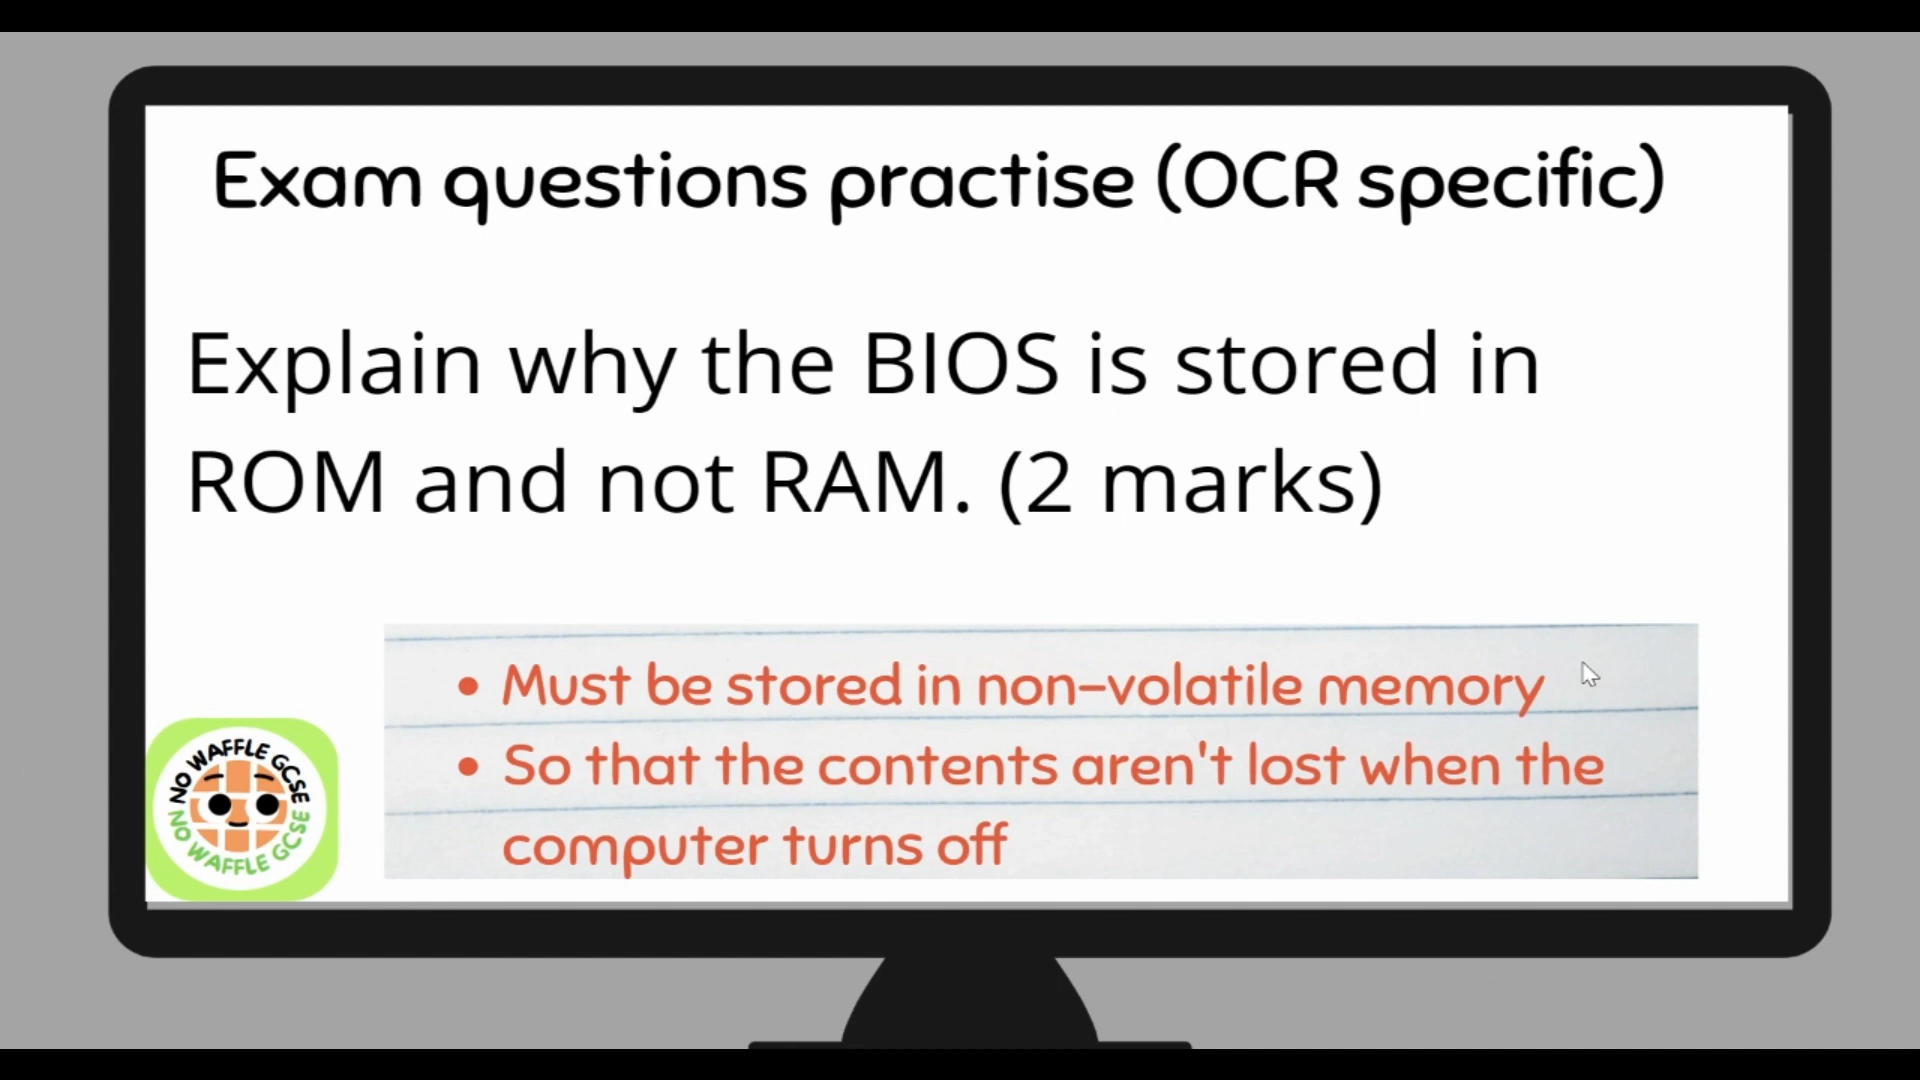 Exam questions practise (OCR specific)
Explain why the BIOS is stored in
ROM and not RAM. (2 marks)
• Must be stored in non-volatile memory
• So that the contents aren't lost when the
computer turns off
NO WAFFLE GCSE
NO WAFFLE GCSE